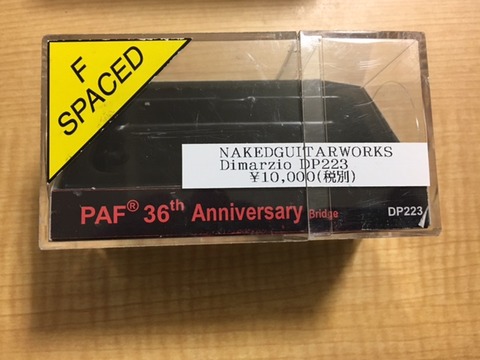 F
SPACED
NAKEDGUITARWORKS
Dimarzio DP223
¥10,000(税別)
PAF® 36th Anniversary Bridge
DP223